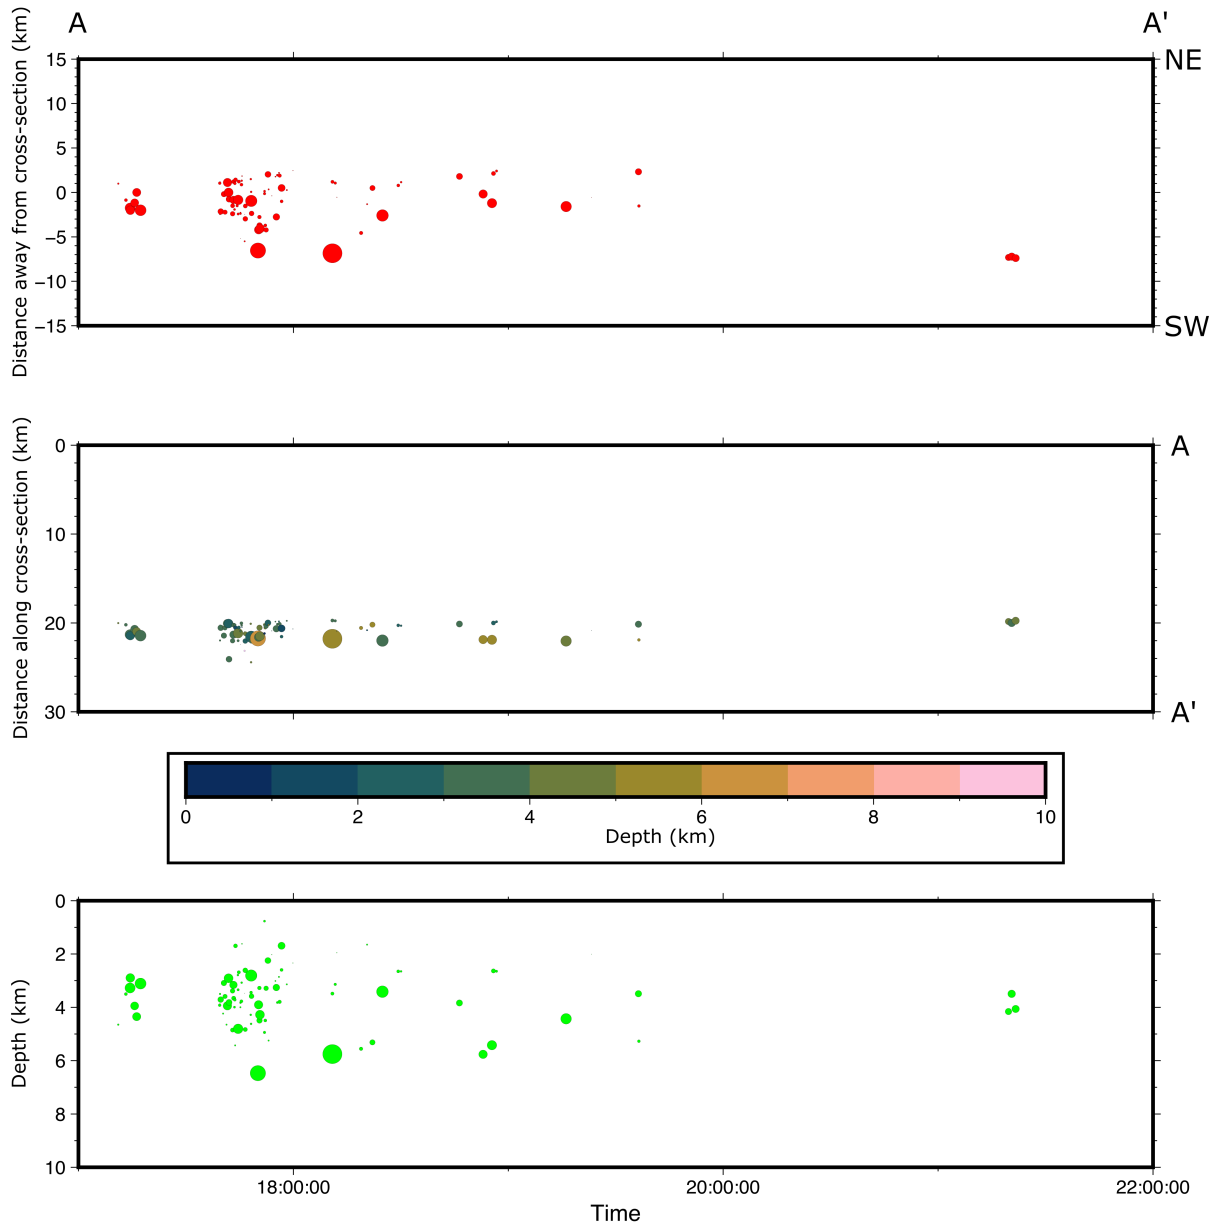 A
A'
Distance away from cross-section (km)
15
10
5
0
−5
−10
−15
NE
SW
Distance along cross-section (km)
0
10
20
30
A
A'
0
2
4
6
8
10
Depth (km)
Depth (km)
0
2
4
6
8
10
18:00:00
20:00:00
22:00:00
Time